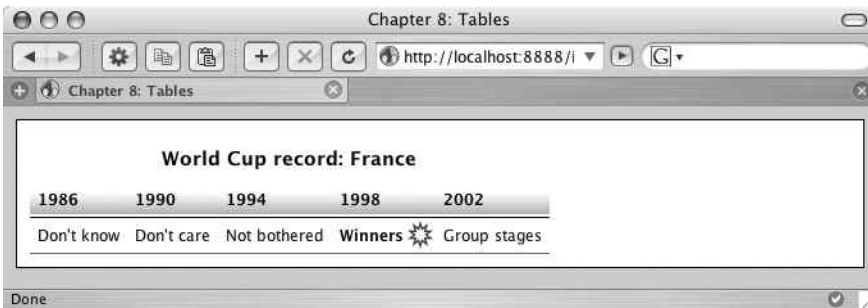 Chapter 8: Tables
http://localhost:8888/i
G
Chapter 8: Tables
World Cup record: France
1986 1990 1994 1998 2002
Don't know Don't care Not bothered Winners Group stages
Done